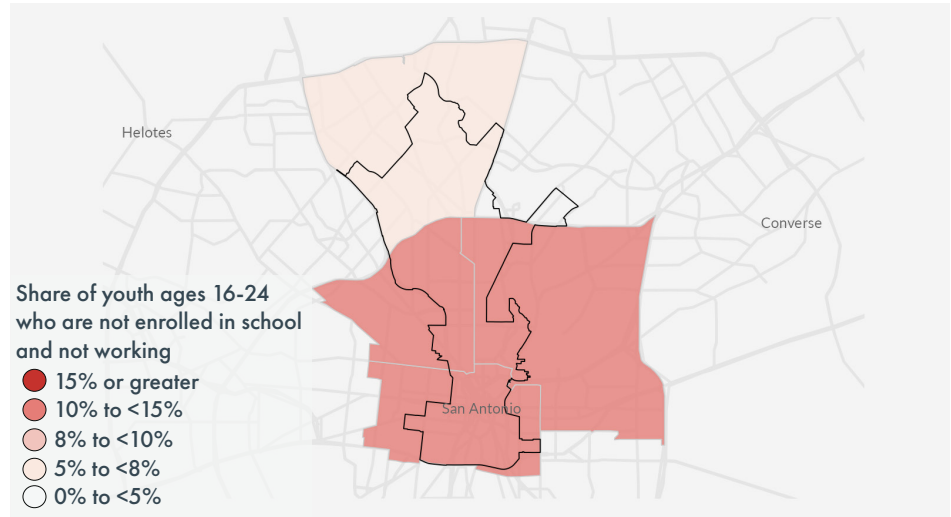 Helotes
Converse
Share of youth ages 16-24
who are not enrolled in school
and not working
15% or greater
10% to <15%
8% to <10%
5% to <8%
0% to <5%
San Antonio